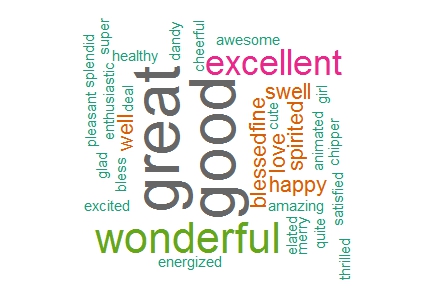 super
splendid
pleasant
healthy
enthusiastic
dandy
cheerful
awesome
excellent
great
good
deal
well
glad
bless
swell
girl
cute
fine
blessed
love
spirited
animated
chipper
happy
excited
amazing
satisfied
wonderful
elated
merry
quite
thrilled
energized